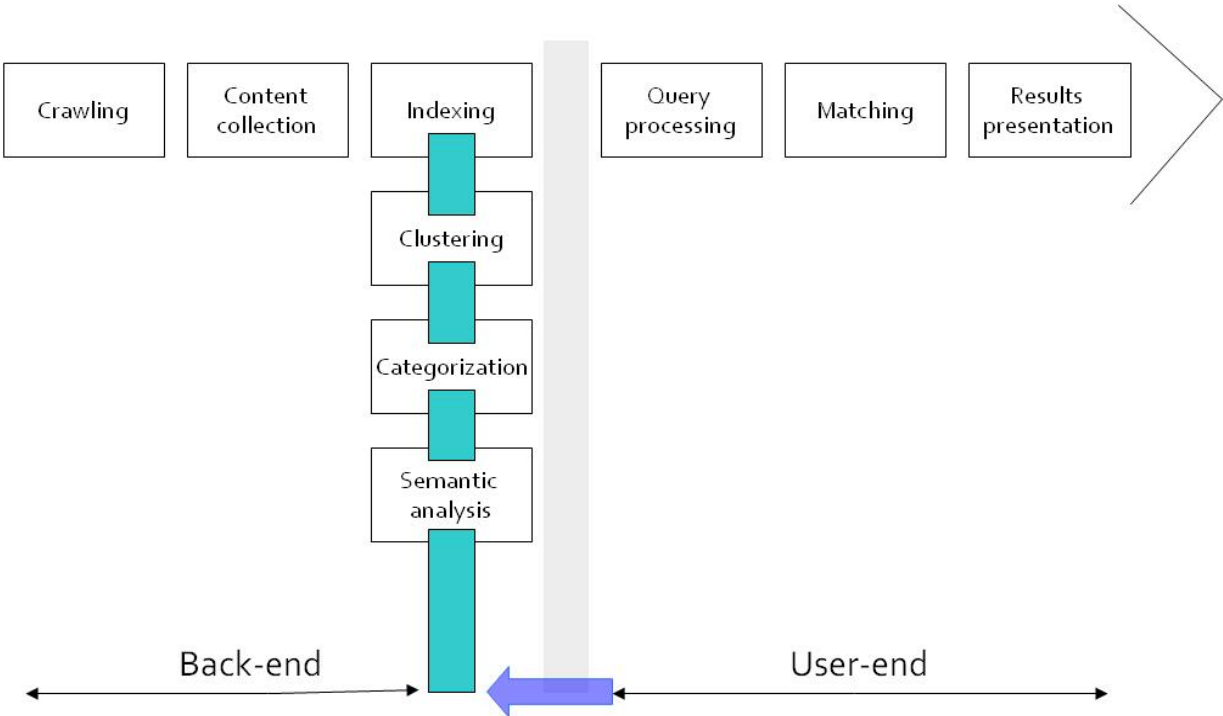 Crawling
Content
collection
Indexing
Query
processing
Matching
Results
presentation
Clustering
Categorization
Semantic
analysis
Back-end
User-end